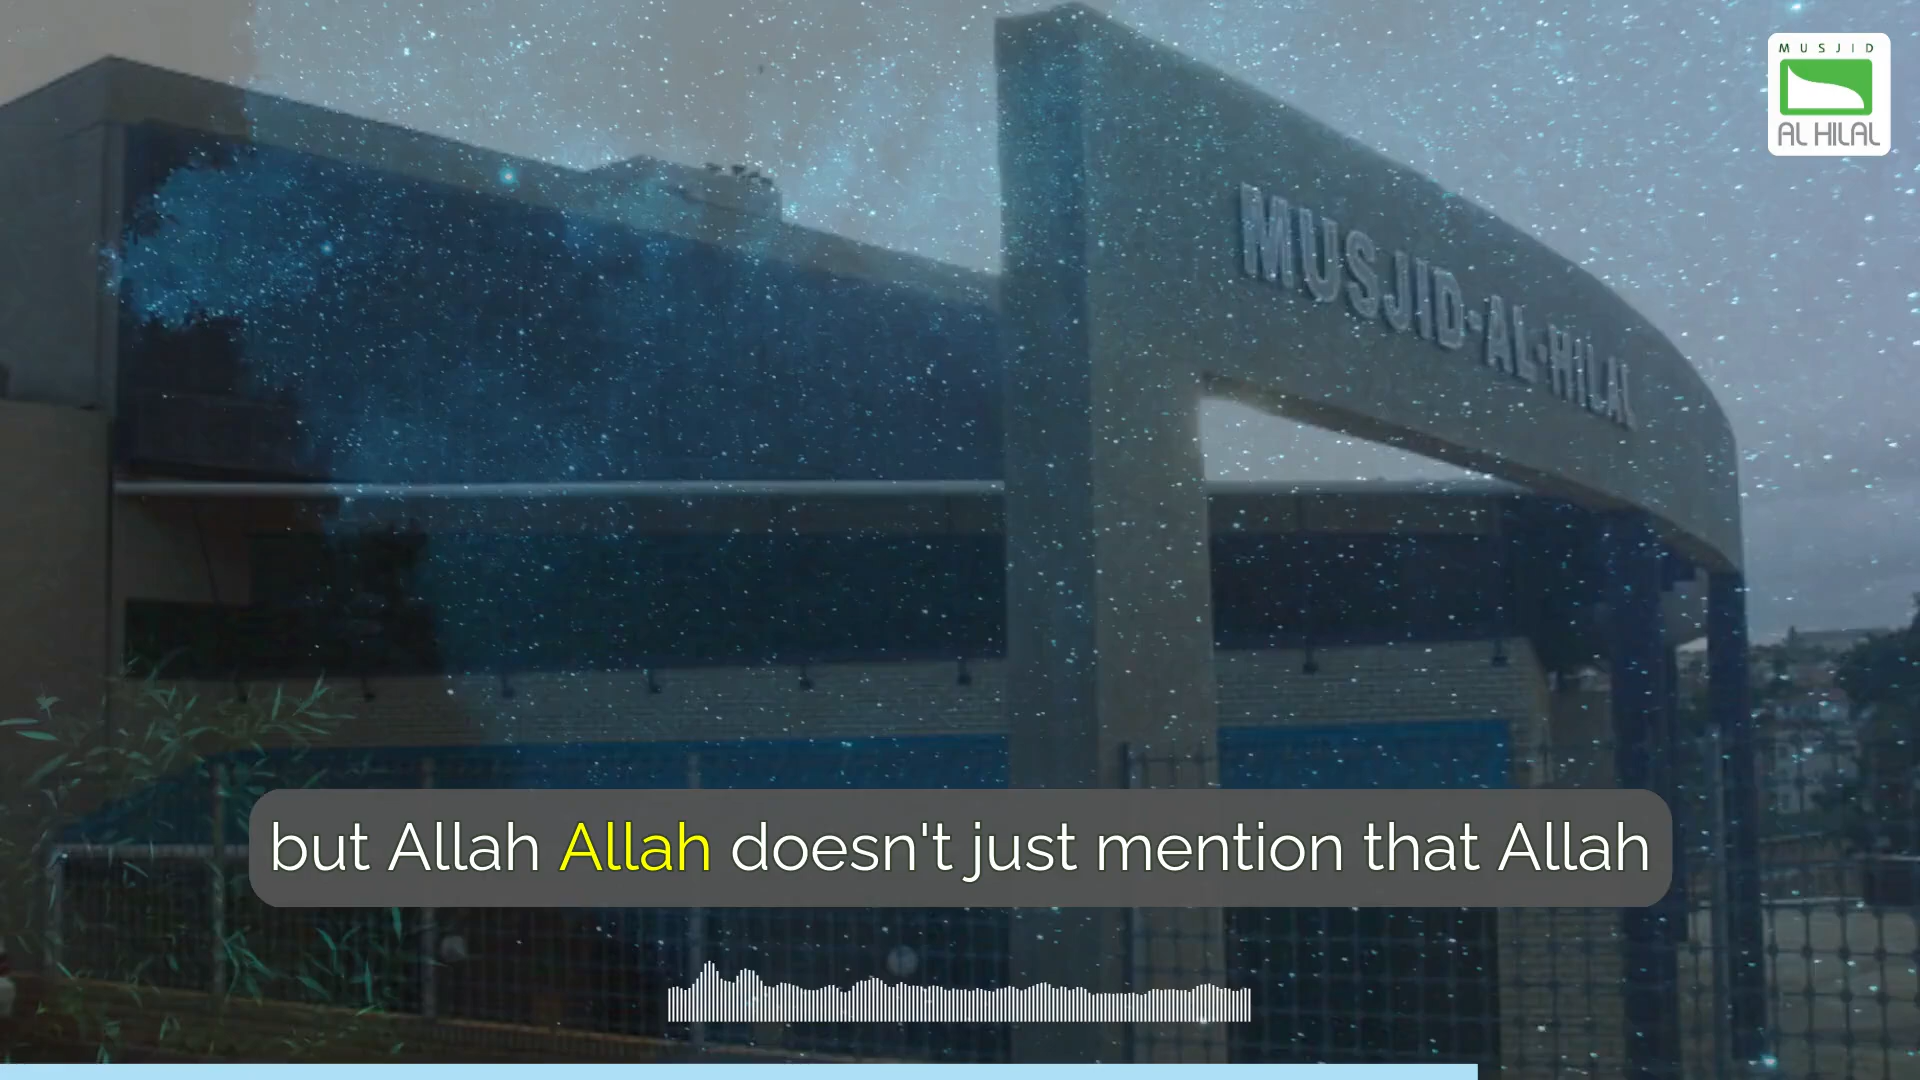 MUSJID
AL HILAL
MUSJID-AL-HILAL
but Allah Allah doesn't just mention that Allah